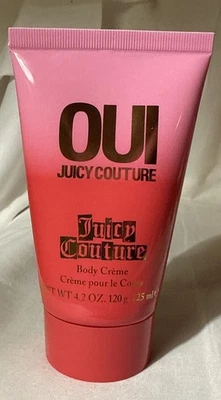 OUI
JUICY COUTURE
Juicy
Couture
Body Crème
Crème pour le
WT 4.2 OZ. 120 g